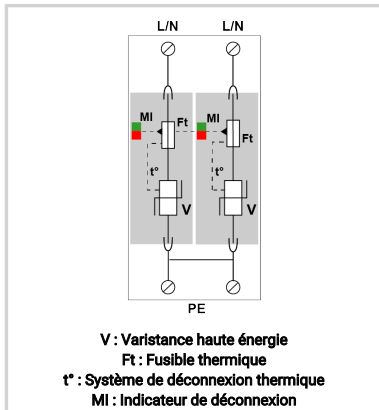 L/N L/N
MI Ft MI Ft
t° t°
V V
PE
V : Varistance haute énergie
Ft : Fusible thermique
t° : Système de déconnexion thermique
MI : Indicateur de déconnexion